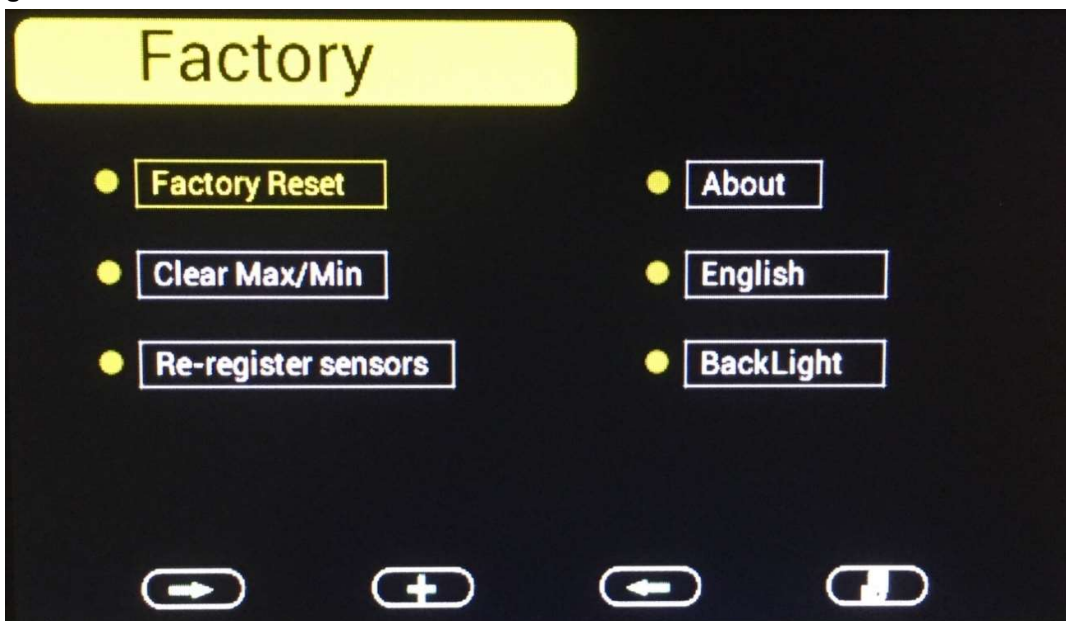 Factory
Factory Reset
About
Clear Max/Min
English
Re-register sensors
BackLight